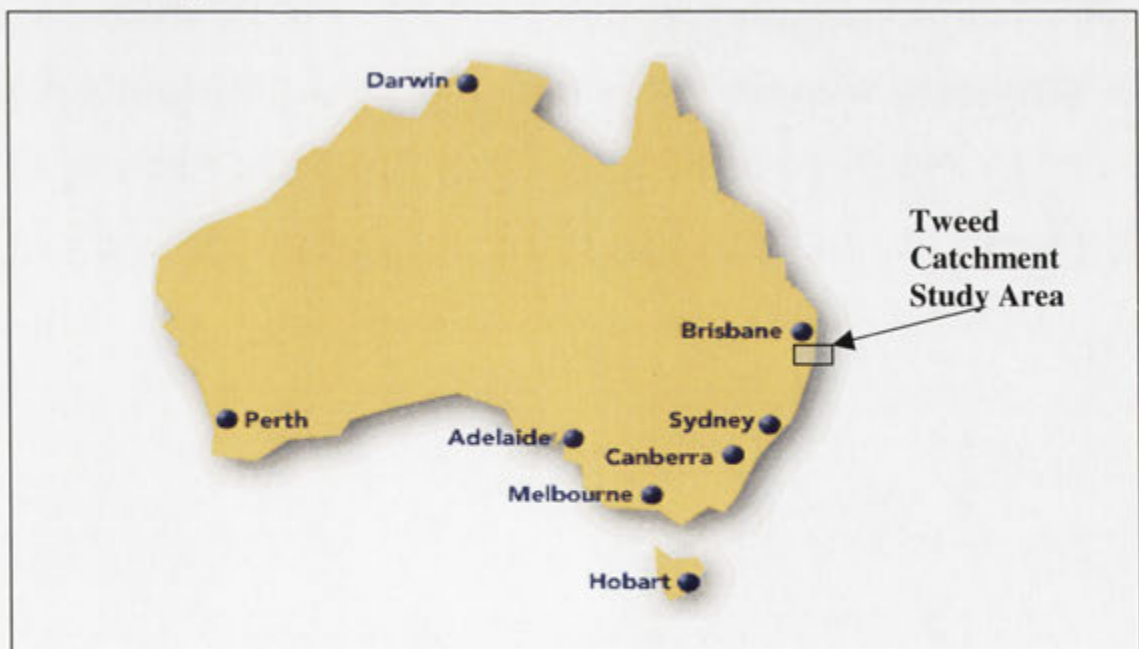 Darwin
Tweed
Catchment
Study Area
Brisbane
Perth
Sydney
Adelaide
Canberra
Melbourne
Hobart